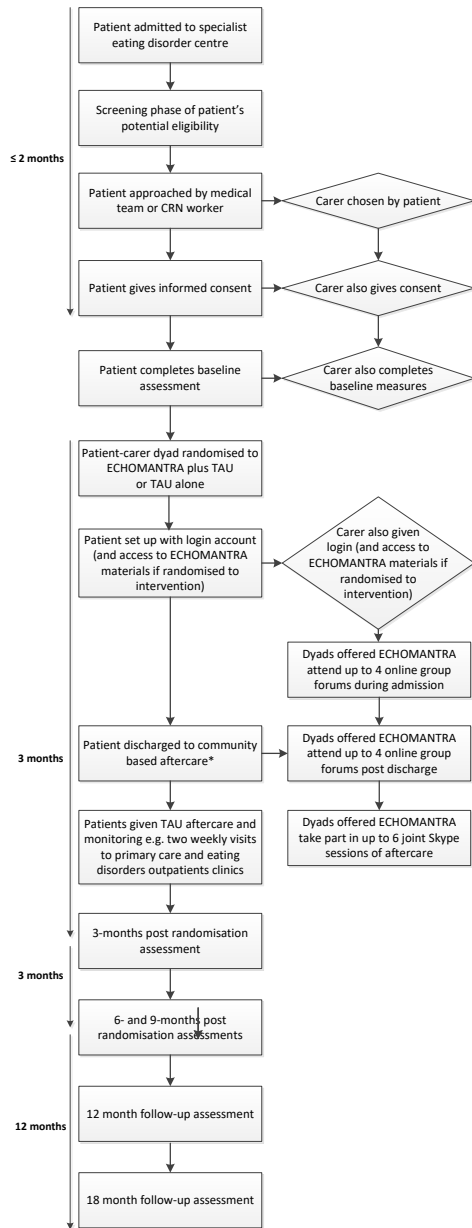 Patient admitted to specialist
eating disorder centre
Screening phase of patient's
potential eligibility
≤ 2 months
Patient approached by
medical team or CRN worker
Carer chosen by patient
Patient gives informed consent
Carer also gives consent
Patient completes baseline
assessment
Carer also completes
baseline measures
Patient-carer dyad randomised to
ECHOMANTRA plus TAU
or TAU alone
Patient set up with login account
(and access to ECHOMANTRA
materials if randomised to
intervention)
Carer also given
login (and access to
ECHOMANTRA materials if
randomised to
intervention)
Dyads offered ECHOMANTRA
attend up to 4 online group
forums during admission
3 months
Patient discharged to community
based aftercare*
Dyads offered ECHOMANTRA
attend up to 4 online group
forums post discharge
Patients given TAU aftercare and
monitoring e.g. two weekly visits
to primary care and eating
disorders outpatients clinics
Dyads offered ECHOMANTRA
take part in up to 6 joint Skype
sessions of aftercare
3-months post randomisation
assessment
3 months
6- and 9-months post
randomisation assessments
12 month follow-up assessment
12 months
18 month follow-up assessment